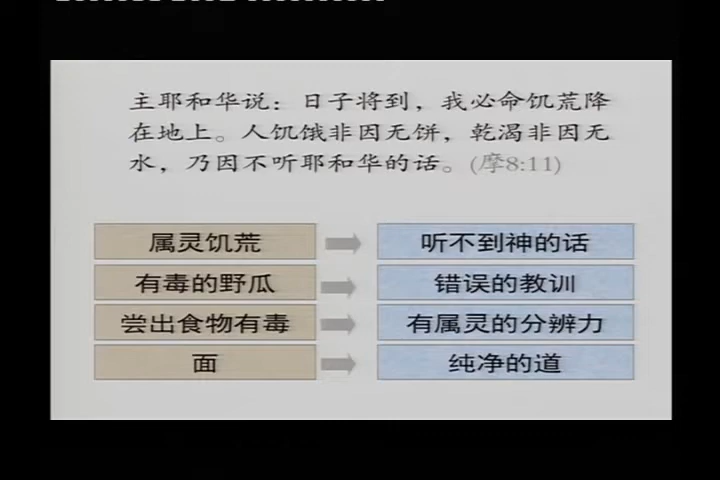 主耶和华说：日子将到，我必命饥荒降
在地上。人饥饿非因无饼，乾渴非因无
水，乃因不听耶和华的话。(摩8:11)
属灵饥荒 听不到神的话
有毒的野瓜 错误的教训
尝出食物有毒 有属灵的分辨力
面 纯净的道